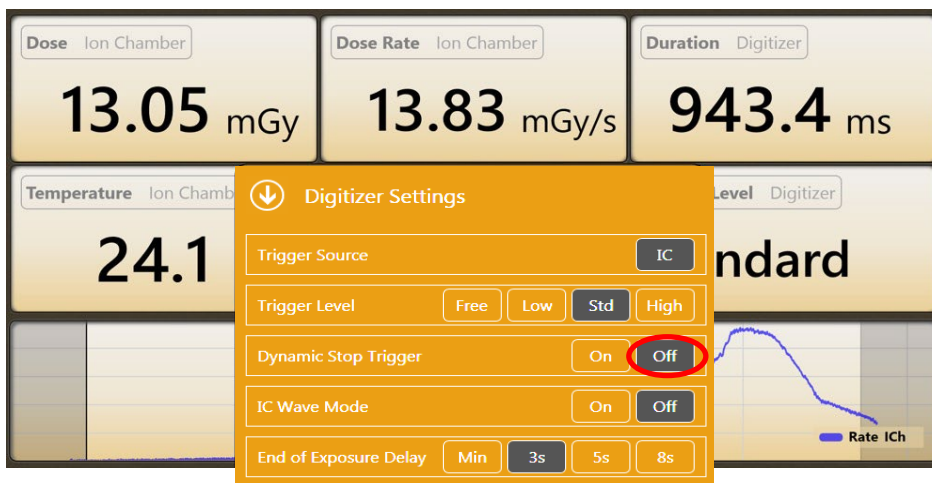 Dose Ion Chamber
Dose Rate Ion Chamber
Duration Digitizer
13.05 mGy
13.83 mGy/s
943.4 ms
Temperature Ion Chamb
Digitizer Settings
Level Digitizer
24.1
ndard
Trigger Source IC
Trigger Level Free Low Std High
Dynamic Stop Trigger On Off
IC Wave Mode On Off
Rate ICh
End of Exposure Delay Min 3s 5s 8s